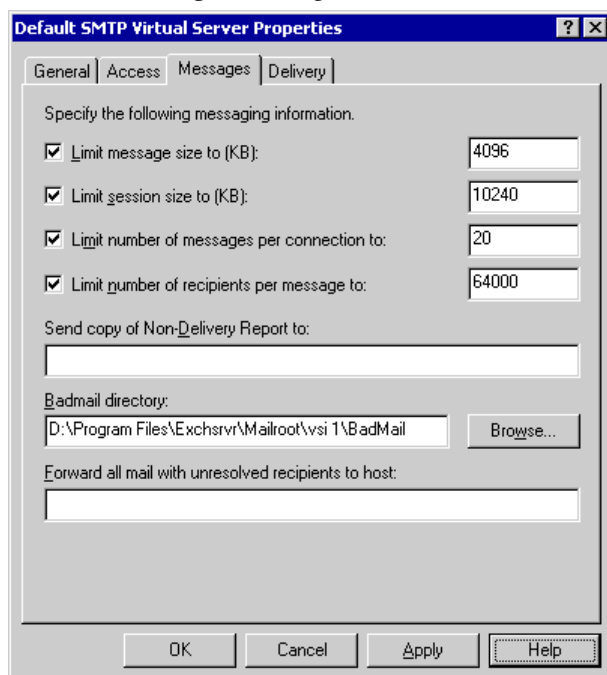 Default SMTP Virtual Server Properties ? X
General Access Messages Delivery
Specify the following messaging information.
Limit message size to (KB): 4096
Limit session size to (KB): 10240
Limit number of messages per connection to: 20
Limit number of recipients per message to: 64000
Send copy of Non-Delivery Report to:
Badmail directory:
D:\Program Files\Exchsrvr\Mailroot\vsi 1\BadMail Browse...
Forward all mail with unresolved recipients to host:
OK Cancel Apply Help